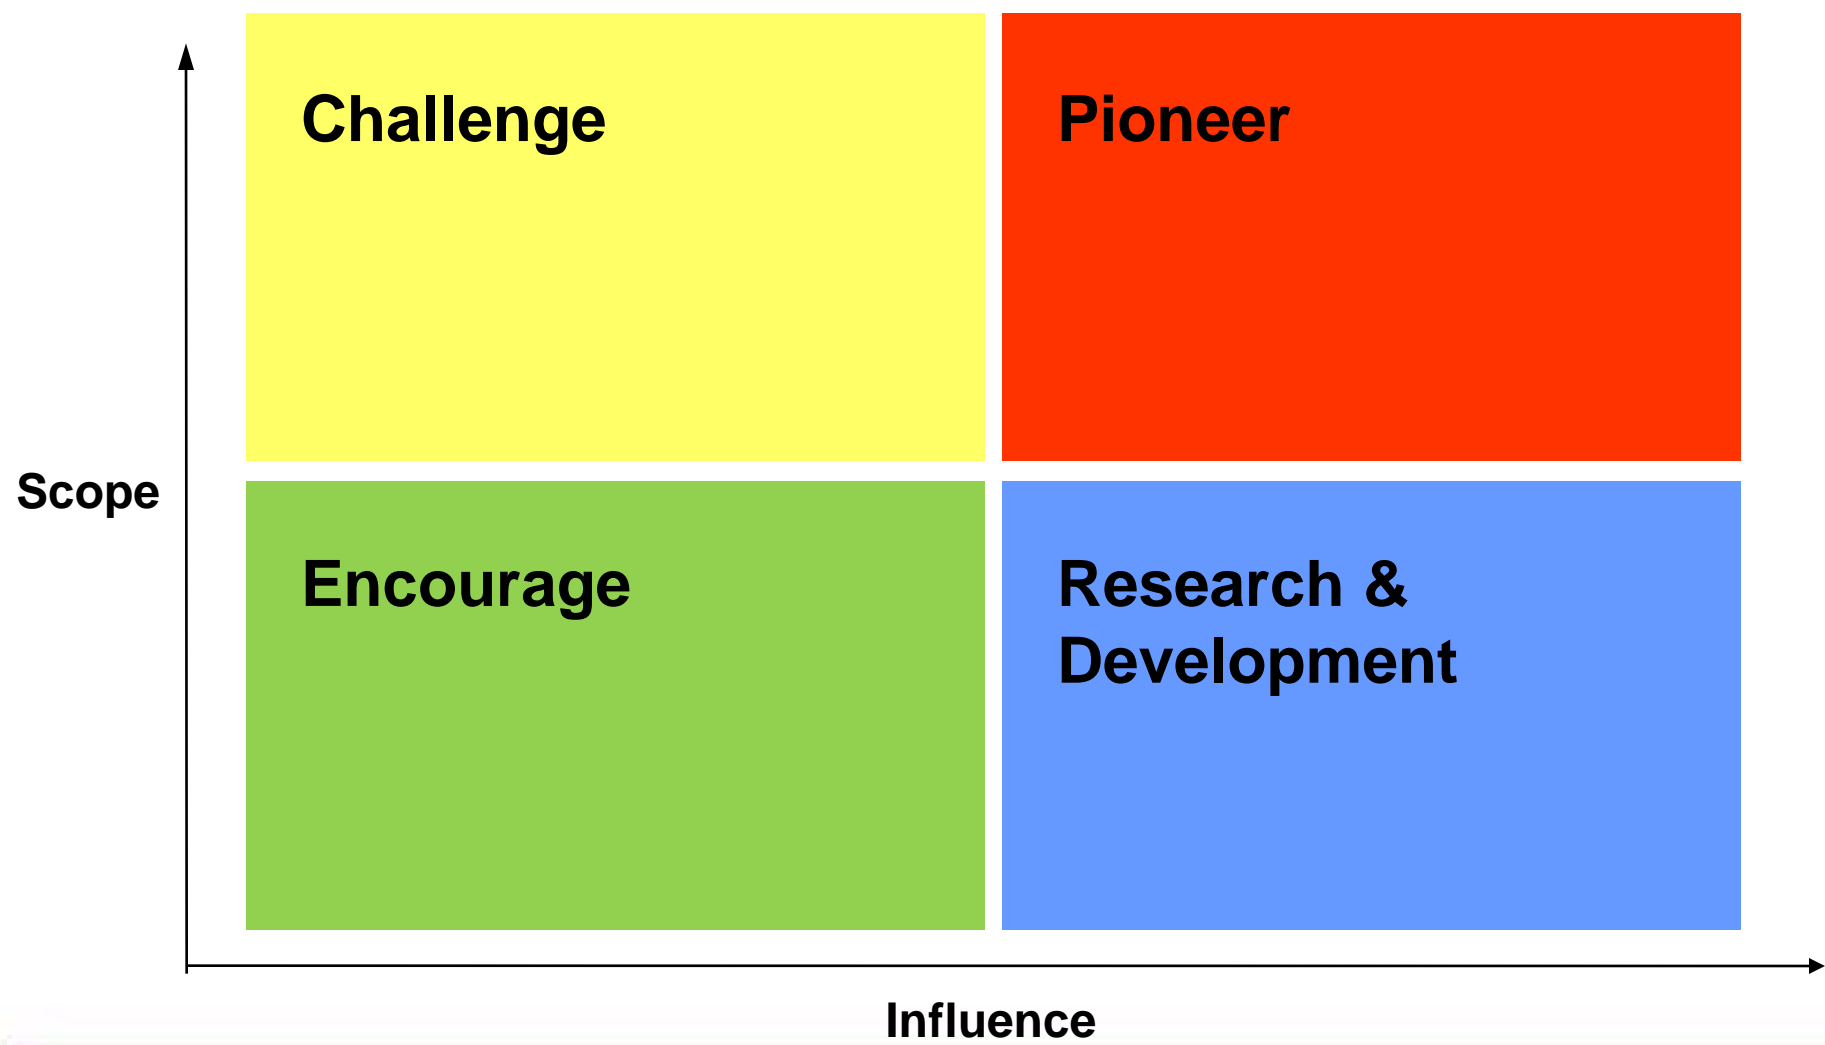 Challenge
Pioneer
Scope
Encourage
Research &
Development
Influence